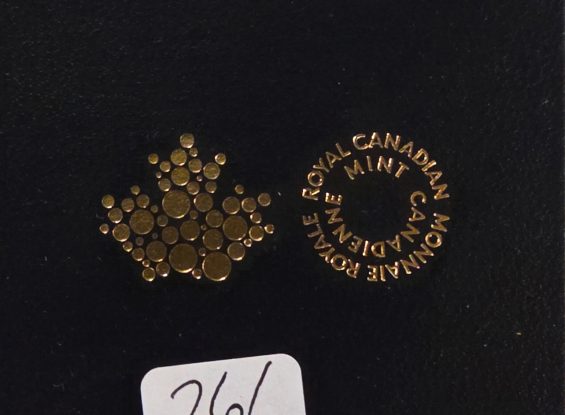 ROYAL CANADIAN MINT
MONNAIE ROYALE CANADIENNE
261